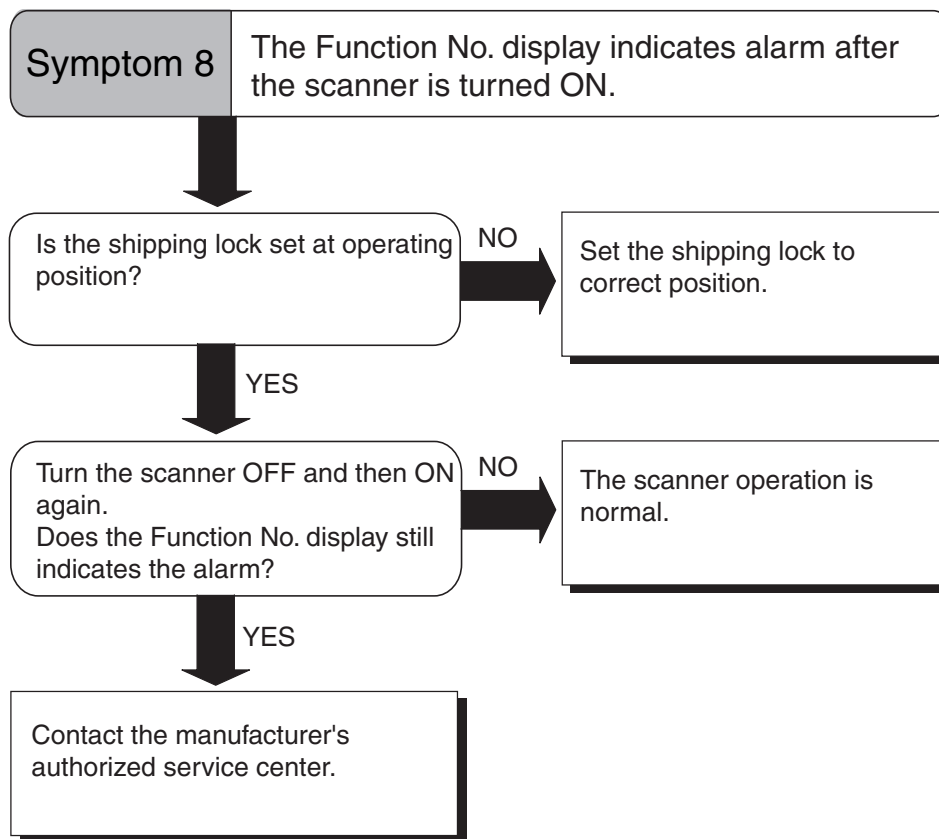 Symptom 8
The Function No. display indicates alarm after
the scanner is turned ON.
Is the shipping lock set at operating
position?
NO
Set the shipping lock to
correct position.
YES
Turn the scanner OFF and then ON
again.
Does the Function No. display still
indicates the alarm?
NO
The scanner operation is
normal.
YES
Contact the manufacturer's
authorized service center.